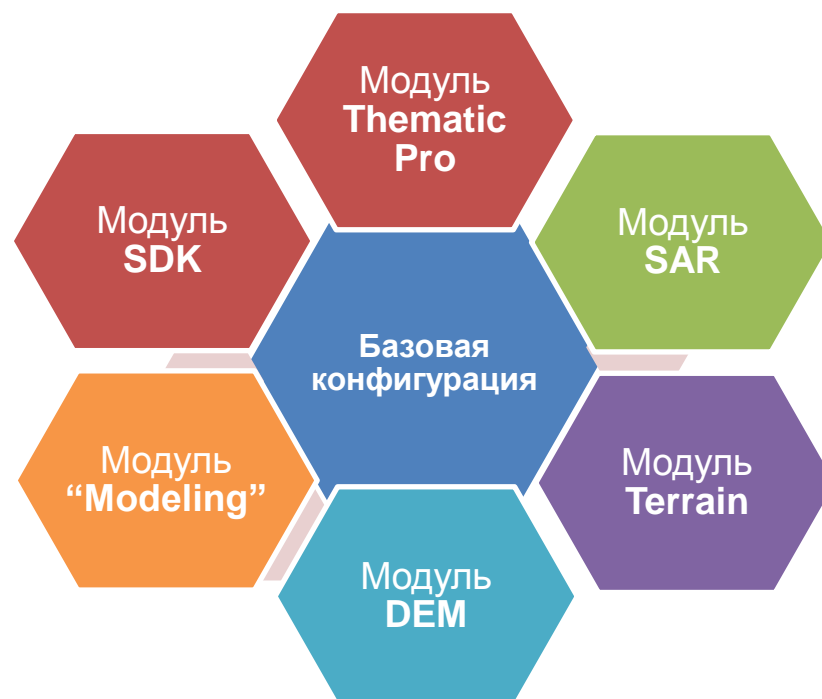 Модуль
Thematic
Pro
Модуль
SDK
Модуль
SAR
Базовая
конфигурация
Модуль
“Modeling”
Модуль
Terrain
Модуль
DEM